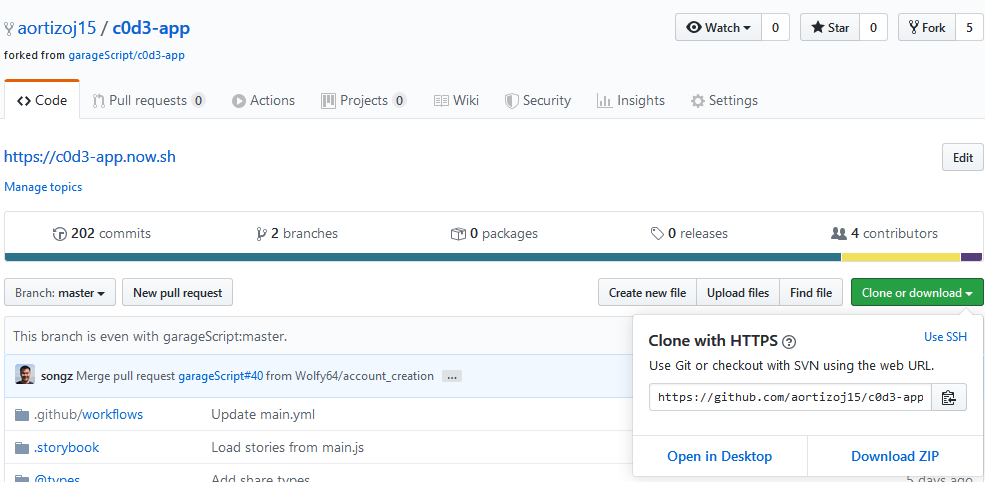 aortizoj15 / c0d3-app
Watch 0
Star 0
Fork 5
forked from garageScript/c0d3-app
Code
Pull requests 0
Actions
Projects 0
Wiki
Security
Insights
Settings
https://c0d3-app.now.sh
Edit
Manage topics
202 commits
2 branches
0 packages
0 releases
4 contributors
Branch: master
New pull request
Create new file
Upload files
Find file
Clone or download
This branch is even with garageScript:master.
songz Merge pull request garageScript#40 from Wolfy64/account_creation ...
.github/workflows Update main.yml
.storybook Load stories from main.js
@types Add share types
5 days ago
Clone with HTTPS ?
Use SSH
Use Git or checkout with SVN using the web URL.
https://github.com/aortizoj15/c0d3-app
Open in Desktop
Download ZIP